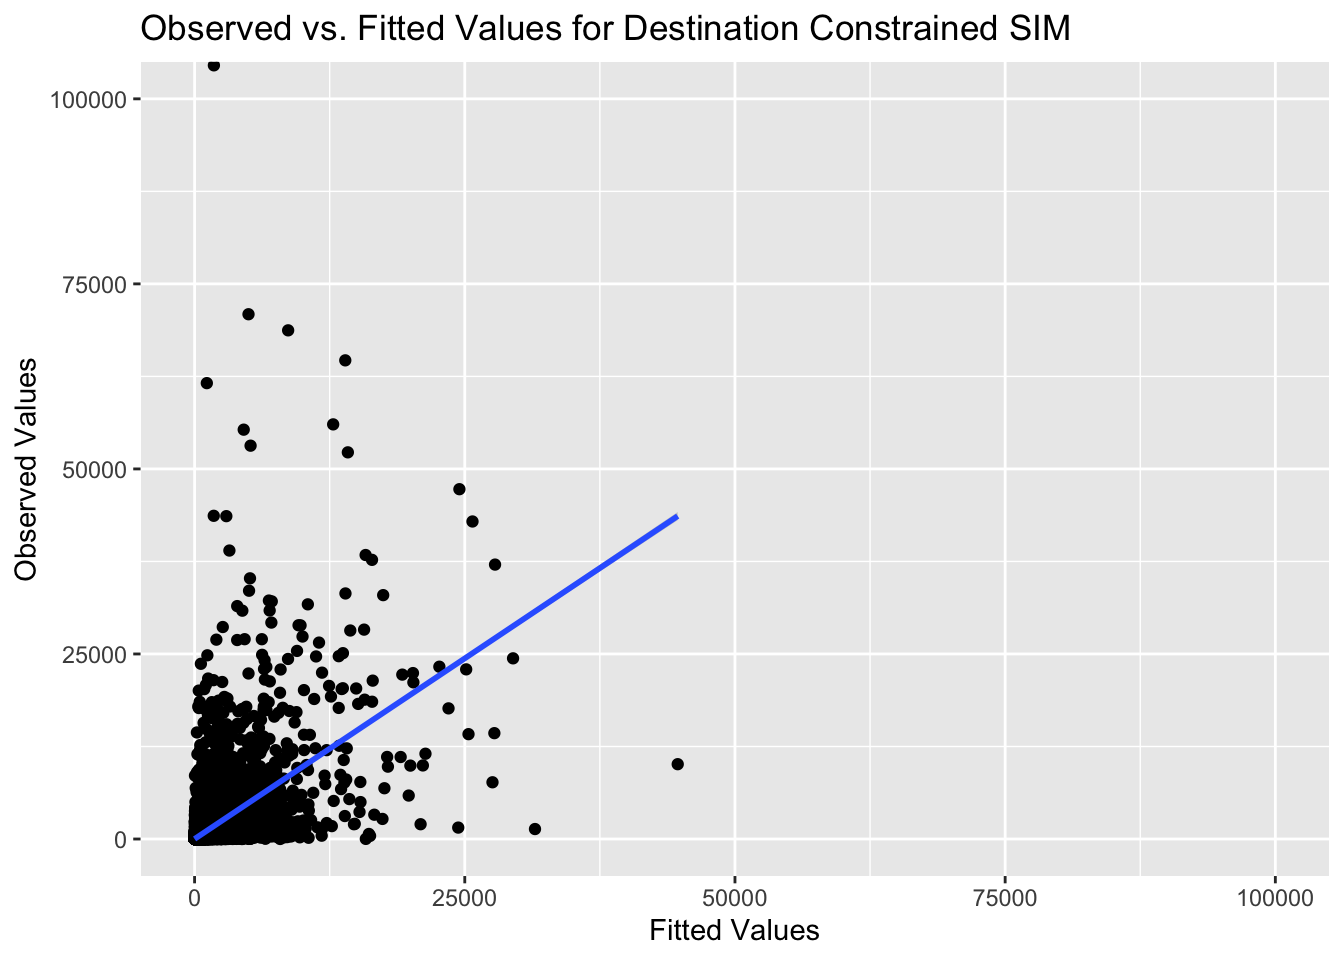 Observed vs. Fitted Values for Destination Constrained SIM
100000
75000
50000
25000
0
Observed Values
0 25000 50000 75000 100000
Fitted Values